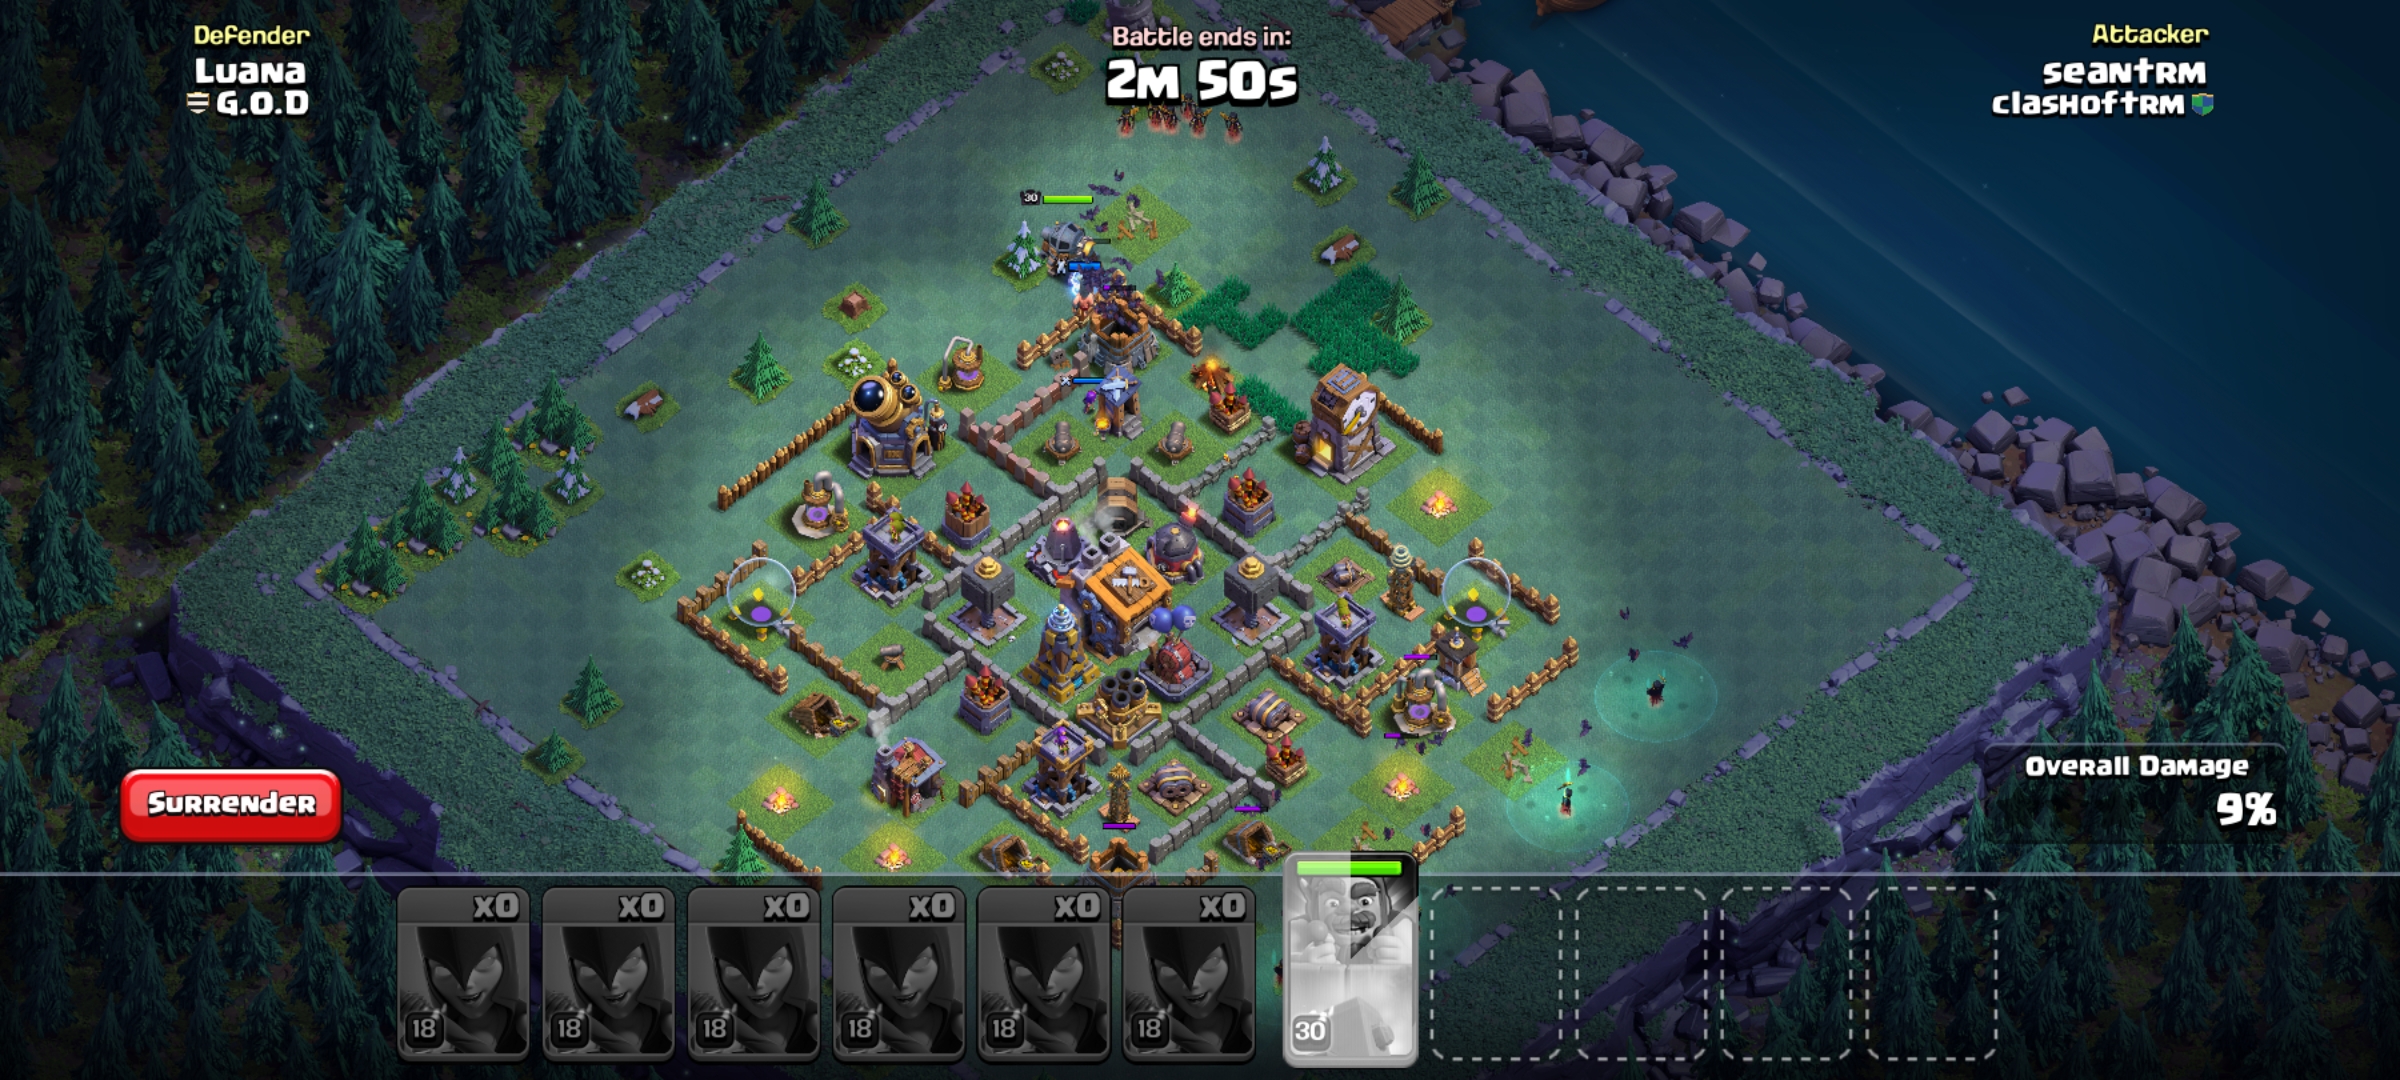 Defender
Luana
G.O.D
Battle ends in:
2M 50s
Attacker
seantRM
clashoftRM
30
Surrender
Overall Damage
9%
x0
x0
x0
x0
x0
x0
18
18
18
18
18
18
30